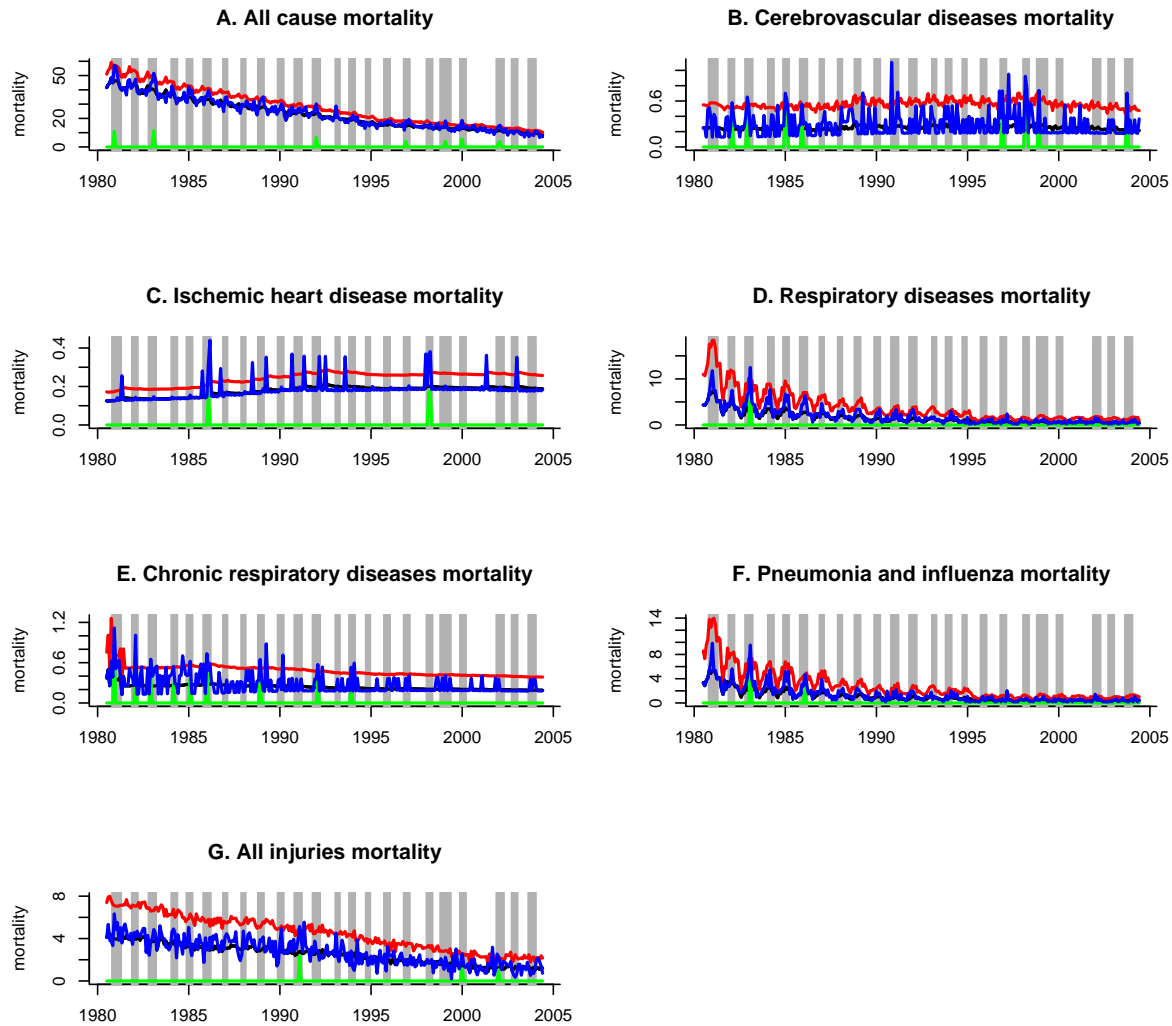 A. All cause mortality
mortality
0 20 50
1980 1985 1990 1995 2000 2005
B. Cerebrovascular diseases mortality
mortality
0.0 0.6
1980 1985 1990 1995 2000 2005
C. Ischemic heart disease mortality
mortality
0.0 0.2 0.4
1980 1985 1990 1995 2000 2005
D. Respiratory diseases mortality
mortality
0 10
1980 1985 1990 1995 2000 2005
E. Chronic respiratory diseases mortality
mortality
0.0 0.6 1.2
1980 1985 1990 1995 2000 2005
F. Pneumonia and influenza mortality
mortality
0 4 8 14
1980 1985 1990 1995 2000 2005
G. All injuries mortality
mortality
0 4 8
1980 1985 1990 1995 2000 2005